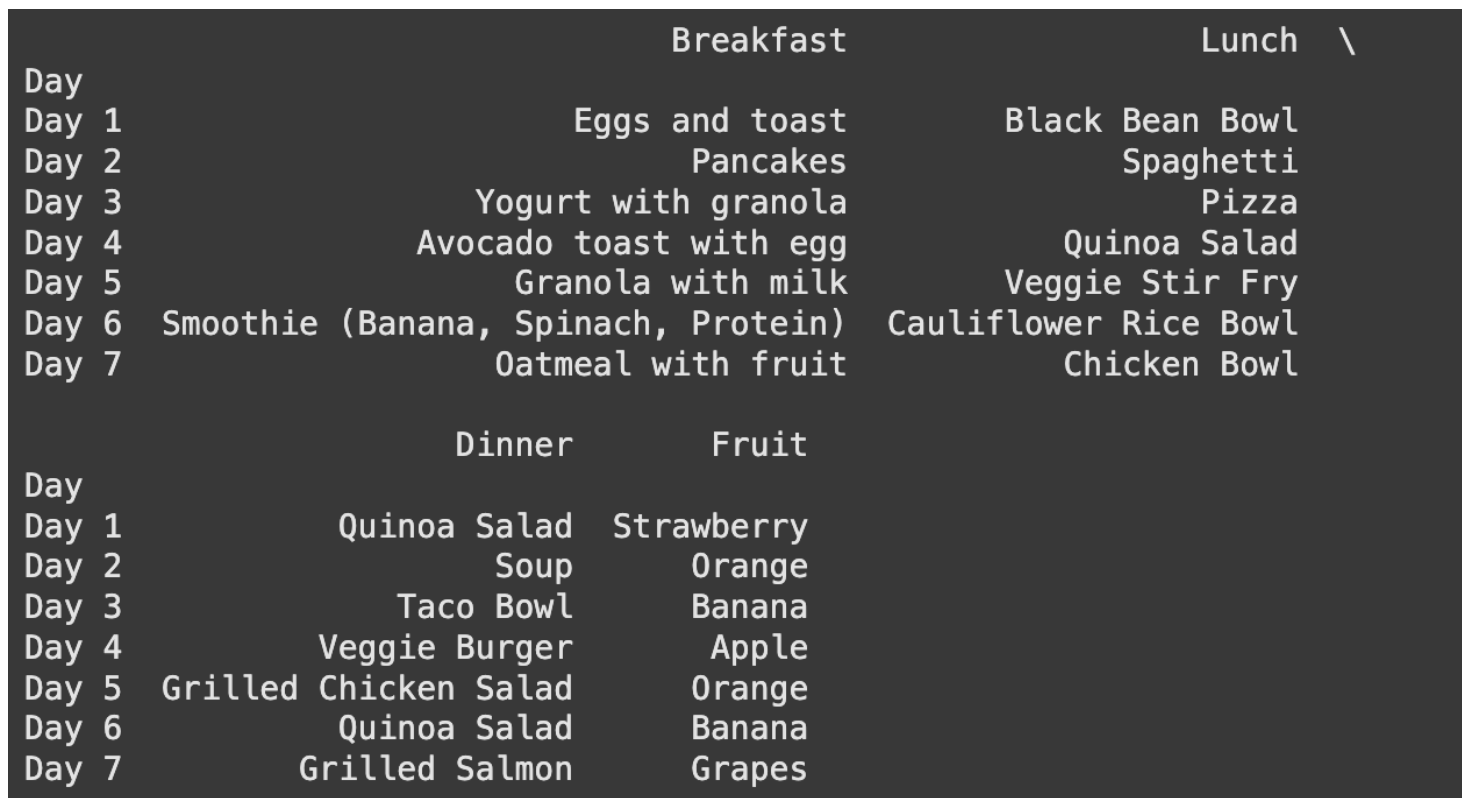 Breakfast Lunch \
Day
Day 1 Eggs and toast Black Bean Bowl
Day 2 Pancakes Spaghetti
Day 3 Yogurt with granola Pizza
Day 4 Avocado toast with egg Quinoa Salad
Day 5 Granola with milk Veggie Stir Fry
Day 6 Smoothie (Banana, Spinach, Protein) Cauliflower Rice Bowl
Day 7 Oatmeal with fruit Chicken Bowl
Dinner Fruit
Day
Day 1 Quinoa Salad Strawberry
Day 2 Soup Orange
Day 3 Taco Bowl Banana
Day 4 Veggie Burger Apple
Day 5 Grilled Chicken Salad Orange
Day 6 Quinoa Salad Banana
Day 7 Grilled Salmon Grapes